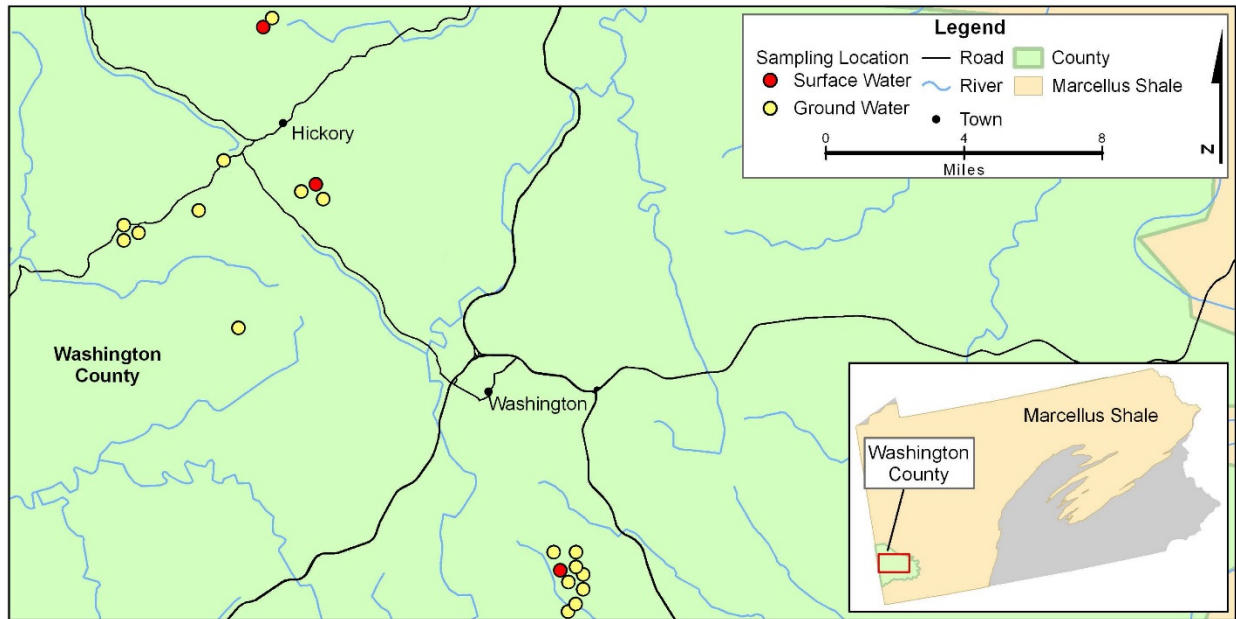 Legend
Sampling Location
Surface Water
Ground Water
Road
River
Town
County
Marcellus Shale
0 4 8
Miles
N
Hickory
Washington
County
Washington
Marcellus Shale
Washington
County